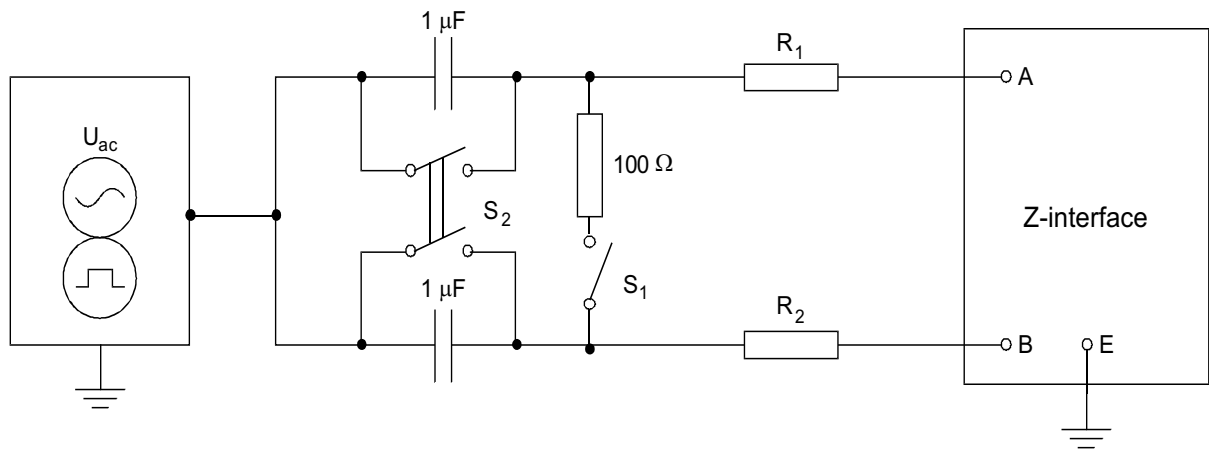 1 μF
R1
A
Uac
100 Ω
S2
Z-interface
1 μF
S1
R2
B
E